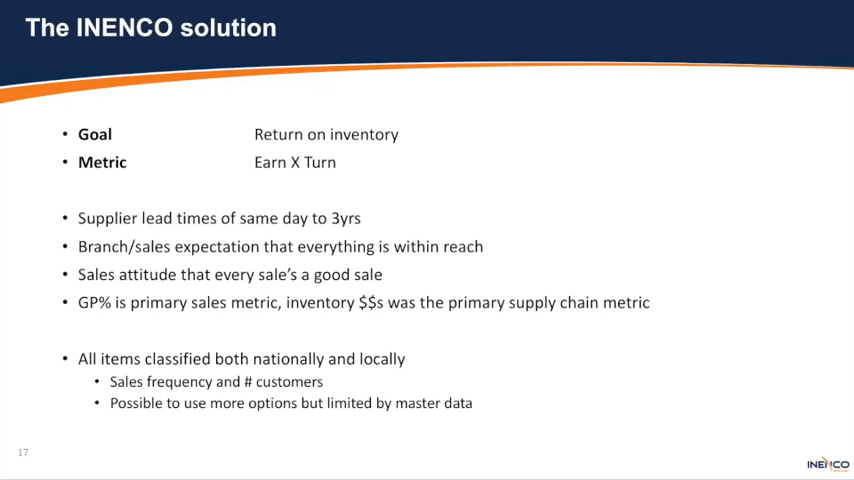 The INENCO solution
• Goal Return on inventory
• Metric Earn X Turn
• Supplier lead times of same day to 3yrs
• Branch/sales expectation that everything is within reach
• Sales attitude that every sale's a good sale
• GP% is primary sales metric, inventory $$s was the primary supply chain metric
• All items classified both nationally and locally
• Sales frequency and # customers
• Possible to use more options but limited by master data
17
INENCO